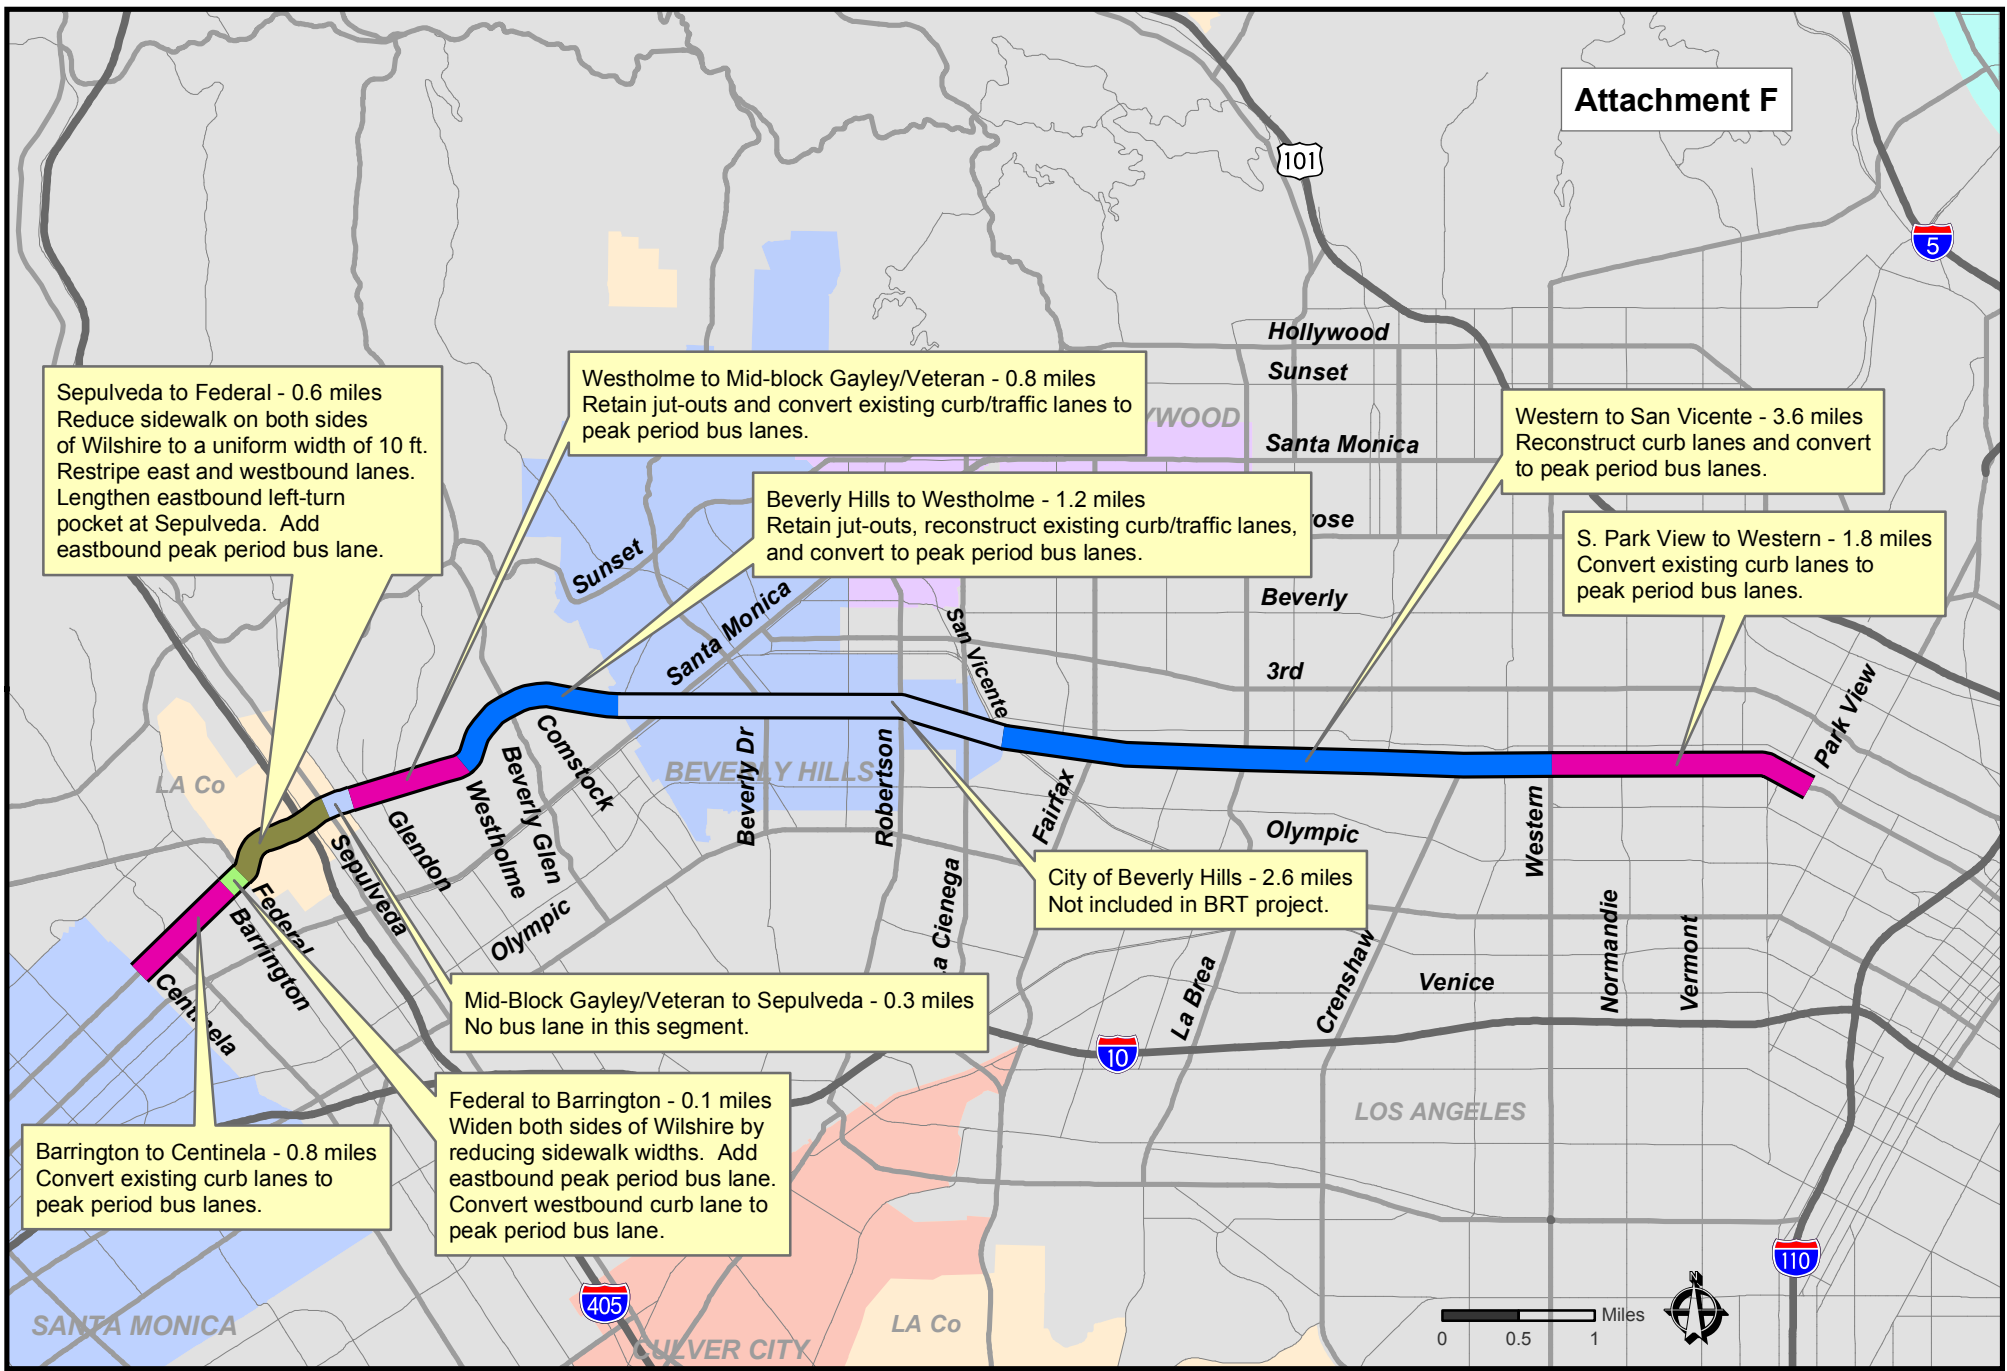 Attachment F
101
5
Hollywood
Sunset
Santa Monica
Beverly
3rd
Sepulveda to Federal - 0.6 miles
Reduce sidewalk on both sides
of Wilshire to a uniform width of 10 ft.
Restripe east and westbound lanes.
Lengthen eastbound left-turn
pocket at Sepulveda.  Add
eastbound peak period bus lane.
Westholme to Mid-block Gayley/Veteran - 0.8 miles
Retain jut-outs and convert existing curb/traffic lanes to
peak period bus lanes.
YWOOD
Beverly Hills to Westholme - 1.2 miles
Retain jut-outs, reconstruct existing curb/traffic lanes,
and convert to peak period bus lanes.
rose
Western to San Vicente - 3.6 miles
Reconstruct curb lanes and convert
to peak period bus lanes.
S. Park View to Western - 1.8 miles
Convert existing curb lanes to
peak period bus lanes.
Sunset
Santa Monica
San Vicente
Park View
LA Co
BEVERLY HILLS
Comstock
Beverly Glen
Westholme
Glendon
Sepulveda
Federal
Barrington
Centinela
Olympic
Beverly Dr
Robertson
a Cienega
Fairfax
Olympic
La Brea
Crenshaw
Western
Normandie
Vermont
Venice
City of Beverly Hills - 2.6 miles
Not included in BRT project.
Mid-Block Gayley/Veteran to Sepulveda - 0.3 miles
No bus lane in this segment.
10
Federal to Barrington - 0.1 miles
Widen both sides of Wilshire by
reducing sidewalk widths.  Add
eastbound peak period bus lane.
Convert westbound curb lane to
peak period bus lane.
Barrington to Centinela - 0.8 miles
Convert existing curb lanes to
peak period bus lanes.
LOS ANGELES
110
405
SANTA MONICA
CULVER CITY
LA Co
Miles
0 0.5 1
N